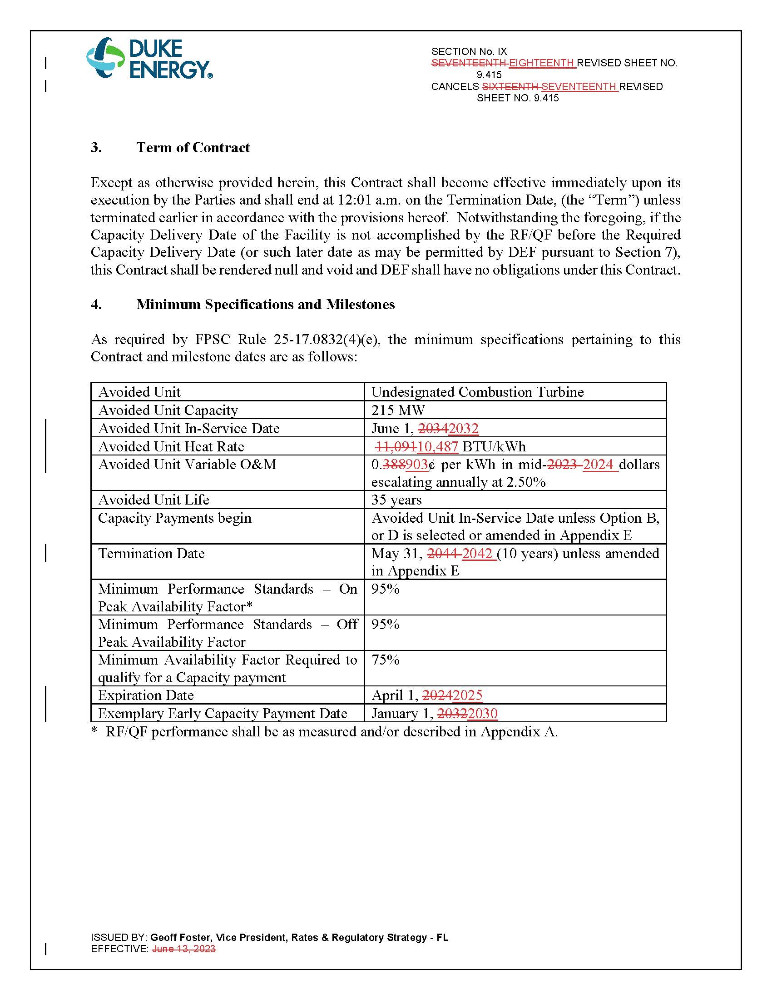 DUKE
ENERGY®
SECTION No. IX
SEVENTEENTH EIGHTEENTH REVISED SHEET NO.
9.415
CANCELS SIXTEENTH SEVENTEENTH REVISED
SHEET NO. 9.415
3. Term of Contract
Except as otherwise provided herein, this Contract shall become effective immediately upon its
execution by the Parties and shall end at 12:01 a.m. on the Termination Date, (the “Term”) unless
terminated earlier in accordance with the provisions hereof. Notwithstanding the foregoing, if the
Capacity Delivery Date of the Facility is not accomplished by the RF/QF before the Required
Capacity Delivery Date (or such later date as may be permitted by DEF pursuant to Section 7),
this Contract shall be rendered null and void and DEF shall have no obligations under this Contract.
4. Minimum Specifications and Milestones
As required by FPSC Rule 25-17.0832(4)(e), the minimum specifications pertaining to this
Contract and milestone dates are as follows:
Avoided Unit Undesignated Combustion Turbine
Avoided Unit Capacity 215 MW
Avoided Unit In-Service Date June 1, 20342032
Avoided Unit Heat Rate 11,09110,487 BTU/kWh
Avoided Unit Variable O&M 0.388903¢ per kWh in mid-2023 2024 dollars
escalating annually at 2.50%
Avoided Unit Life 35 years
Capacity Payments begin Avoided Unit In-Service Date unless Option B,
or D is selected or amended in Appendix E
Termination Date May 31, 2044 2042 (10 years) unless amended
in Appendix E
Minimum Performance Standards – On 95%
Peak Availability Factor*
Minimum Performance Standards – Off 95%
Peak Availability Factor
Minimum Availability Factor Required to 75%
qualify for a Capacity payment
Expiration Date April 1, 20242025
Exemplary Early Capacity Payment Date January 1, 20322030
* RF/QF performance shall be as measured and/or described in Appendix A.
ISSUED BY: Geoff Foster, Vice President, Rates & Regulatory Strategy - FL
EFFECTIVE: June 13, 2023